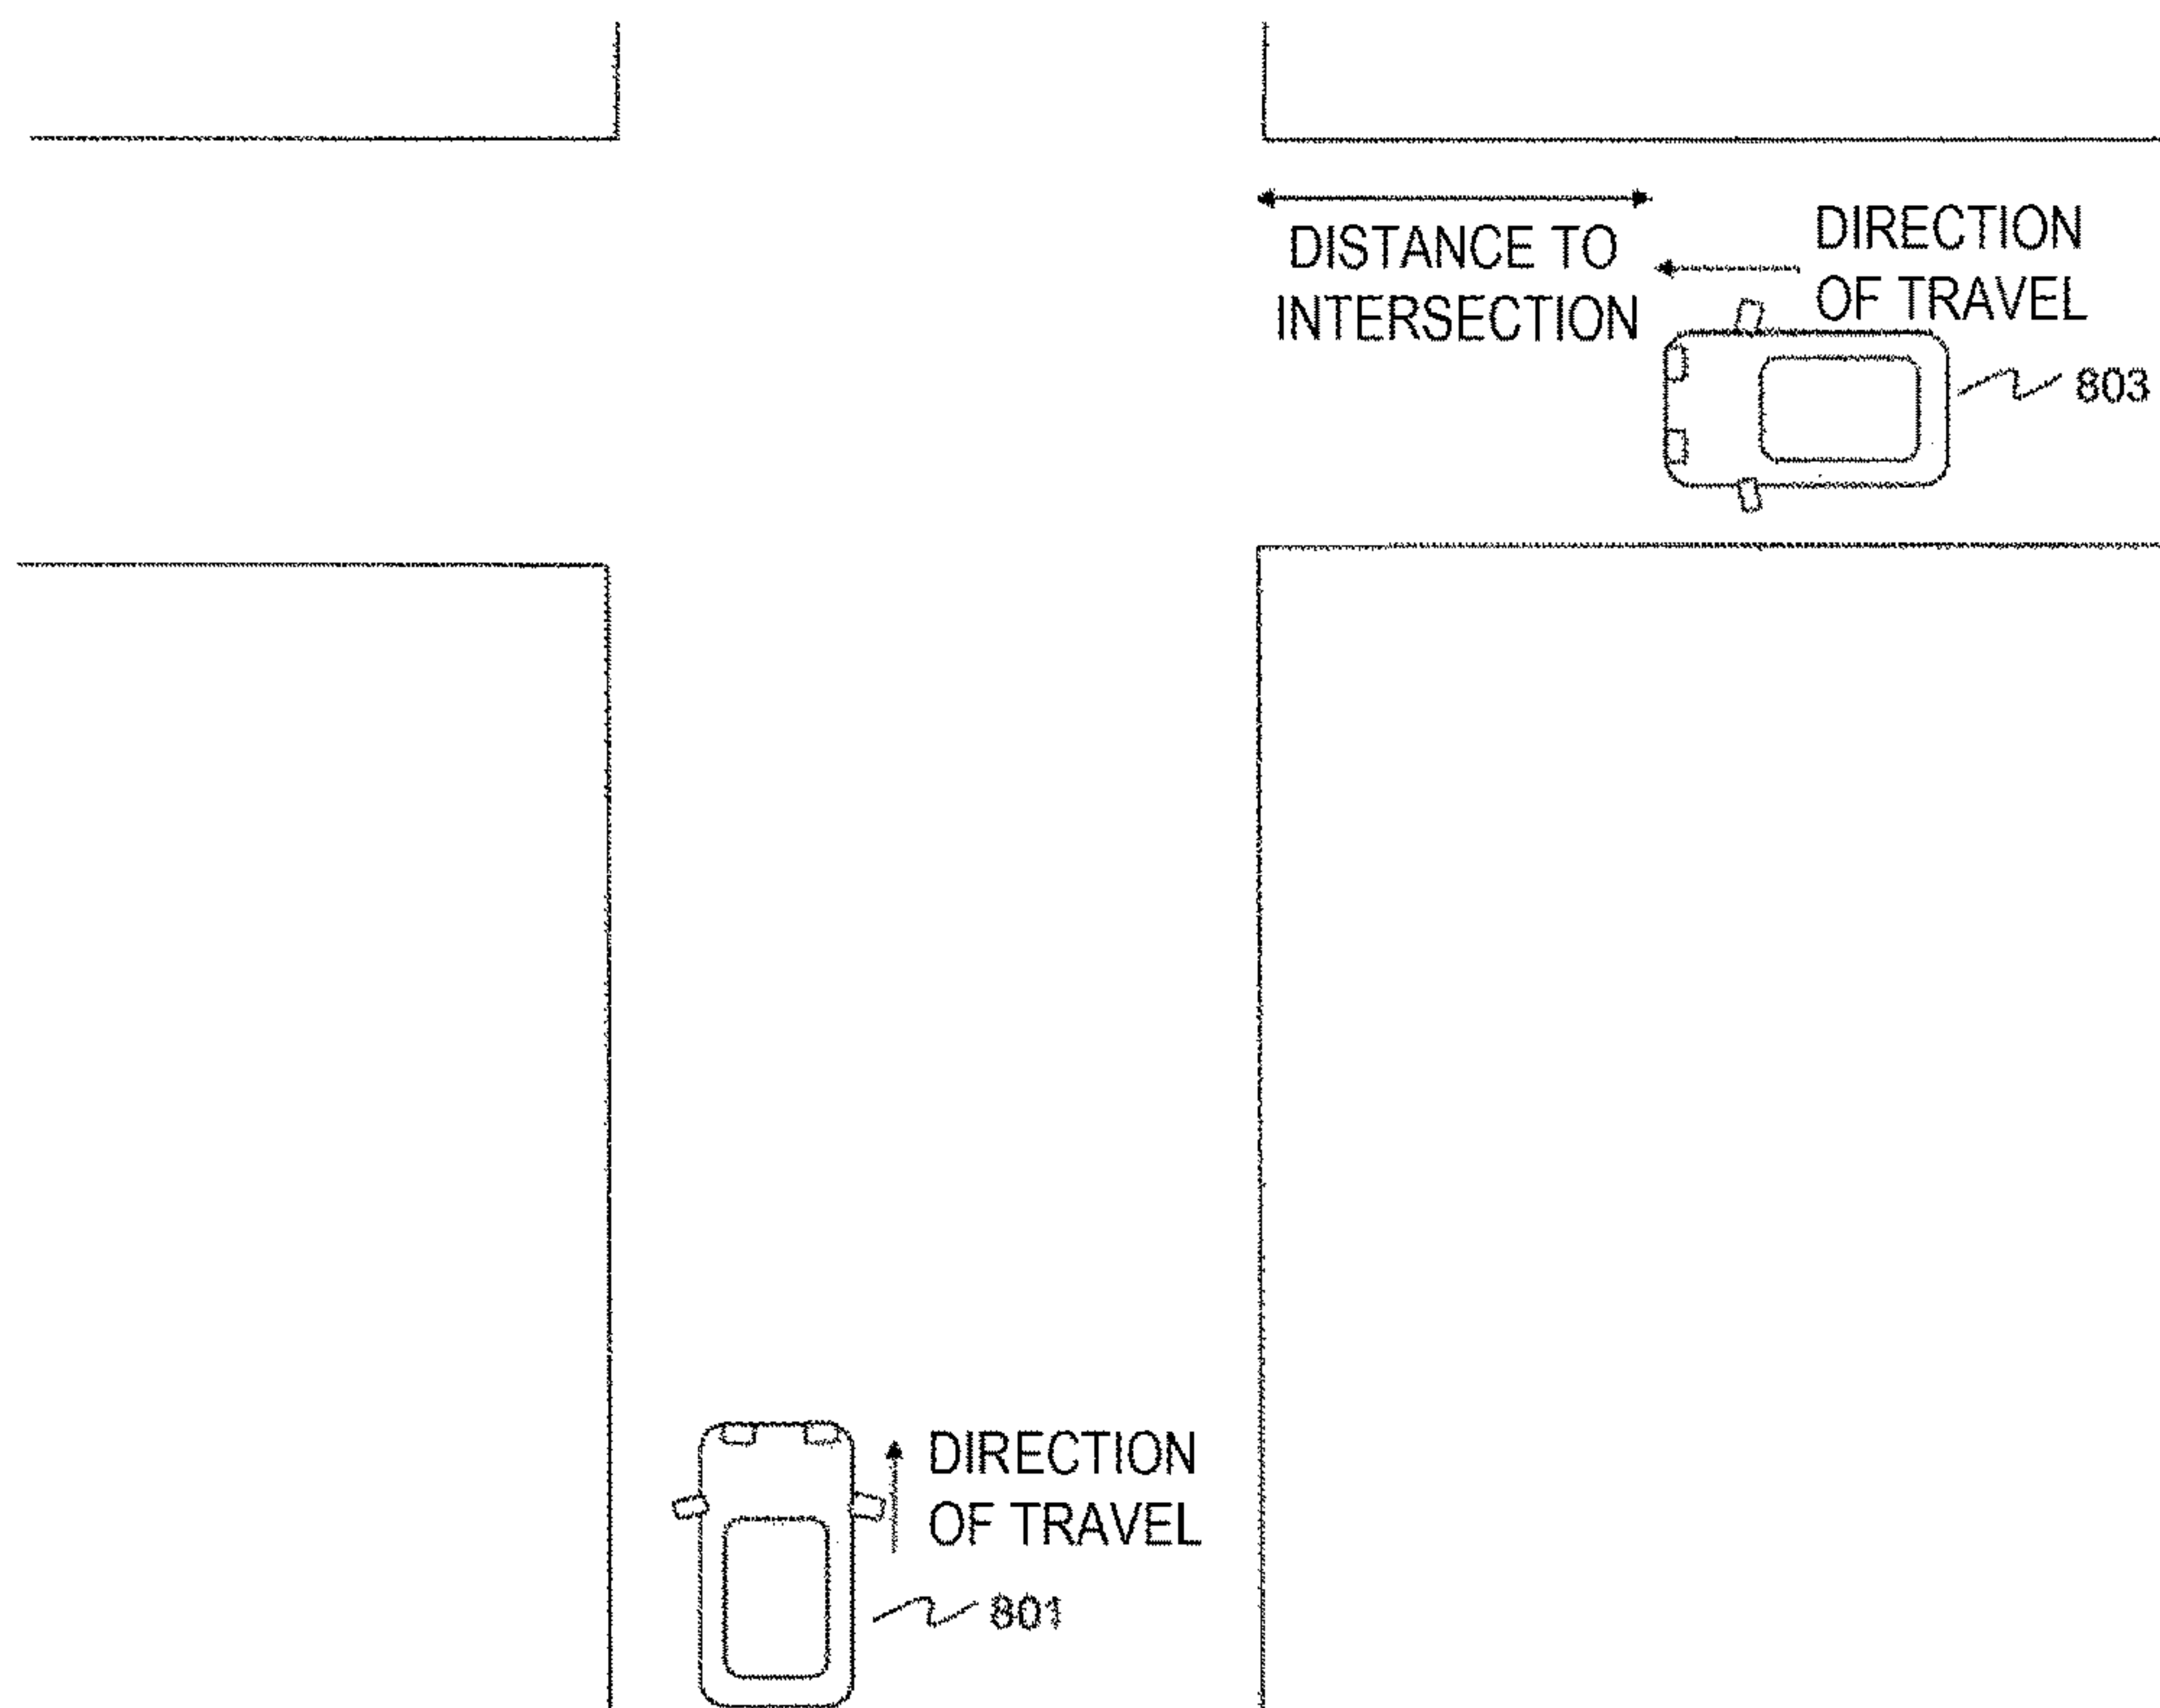 DISTANCE TO
INTERSECTION
DIRECTION
OF TRAVEL
803
DIRECTION
OF TRAVEL
801